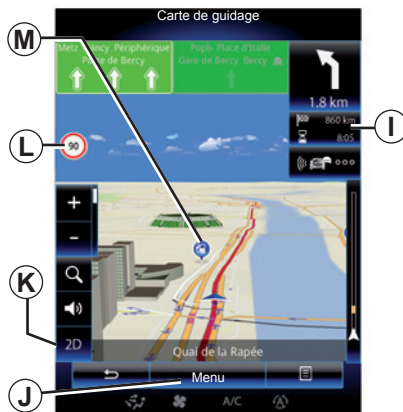 Carte de guidage
M
Metz Nancy Périphérique
Porte de Bercy
Popb Place d'Italie
Gare de Bercy Bercy
1.8 km
860 km
8:05
I
L
90
+
-
K
2D
Quai de la Rapée
J
Menu
A/C
A